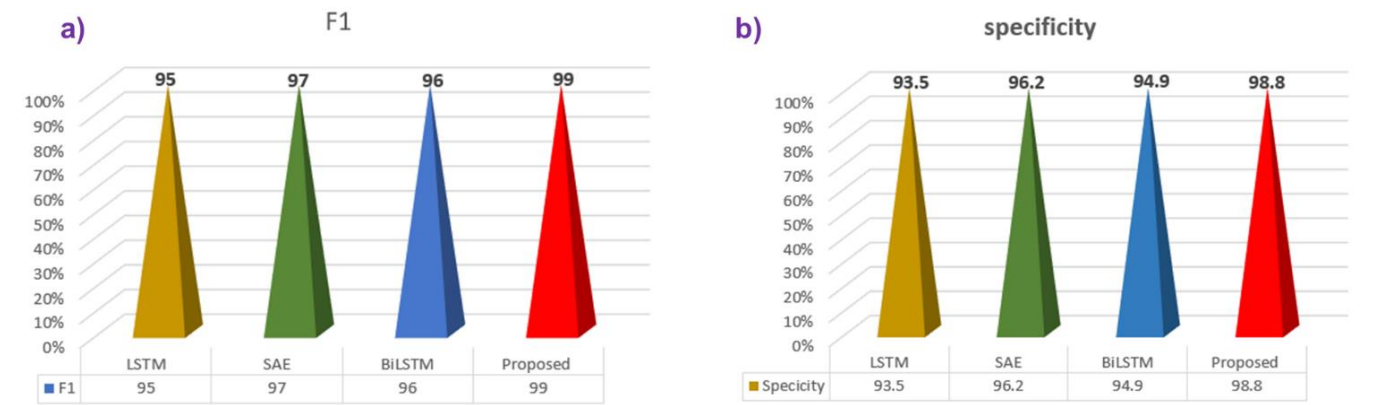 a)
F1
95 97 96 99
100%
90%
80%
70%
60%
50%
40%
30%
20%
10%
0%
LSTM SAE BiLSTM Proposed
F1 95 97 96 99
b)
specificity
93.5 96.2 94.9 98.8
100%
90%
80%
70%
60%
50%
40%
30%
20%
10%
0%
LSTM SAE BiLSTM Proposed
Specicity 93.5 96.2 94.9 98.8